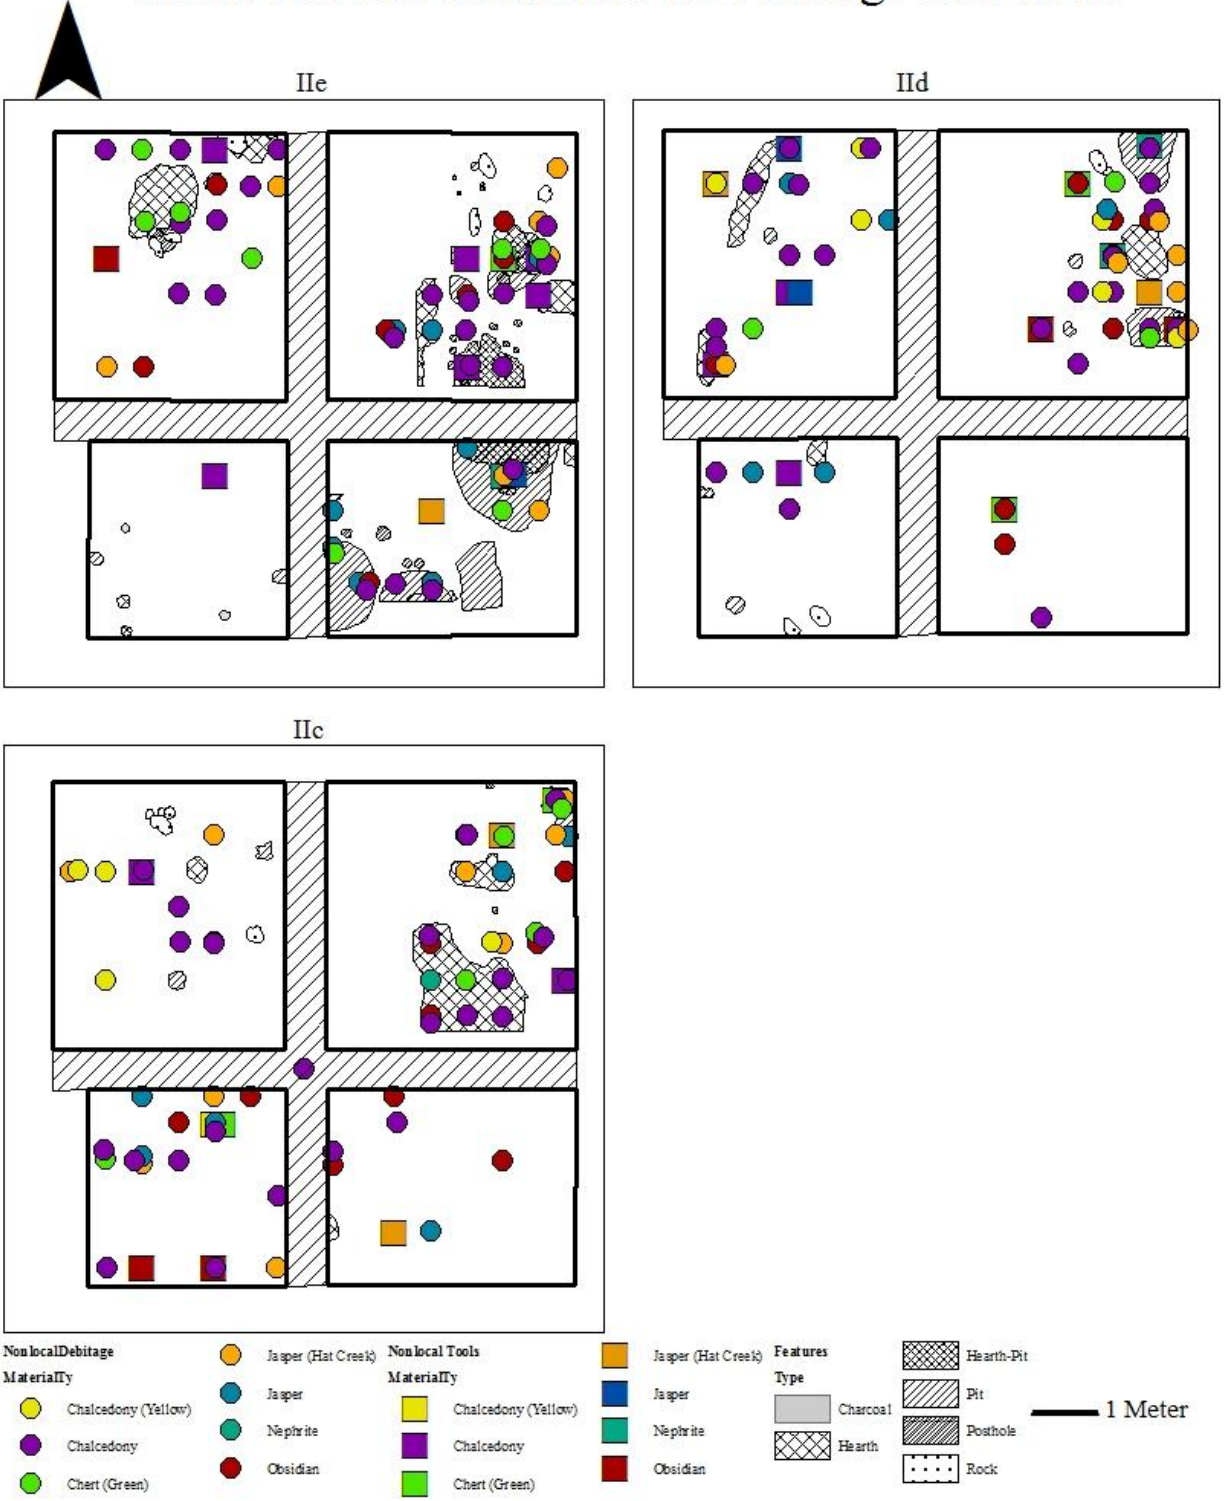 IIe
IId
IIc
Nonlocal Debitage
MaterialTy
Chalcedony (Yellow)
Chalcedony
Chert (Green)
Jasper (Hat Creek)
Jasper
Nephrite
Obsidian
Nonlocal Tools
MaterialTy
Chalcedony (Yellow)
Chalcedony
Chert (Green)
Jasper (Hat Creek)
Jasper
Nephrite
Obsidian
Features
Type
Charcoal
Hearth
Hearth-Pit
Pit
Posthole
Rock
1 Meter